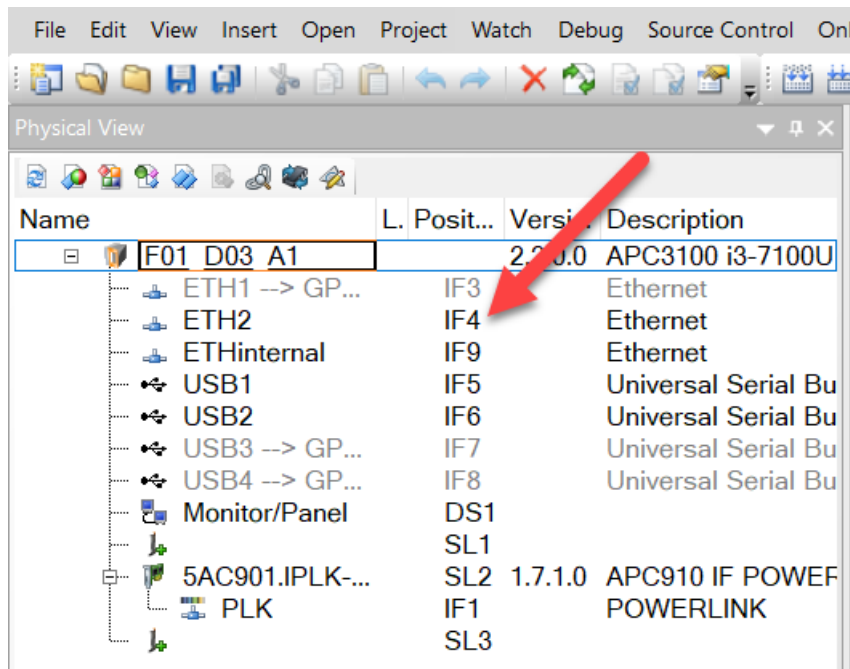 File Edit View Insert Open Project Watch Debug Source Control Onl
Physical View
Name L. Posit... Versi... Description
F01_D03_A1 APC3100 i3-7100U
ETH1 --> GP... IF3 Ethernet
ETH2 IF4 Ethernet
ETHinternal IF9 Ethernet
USB1 IF5 Universal Serial Bu
USB2 IF6 Universal Serial Bu
USB3 --> GP... IF7 Universal Serial Bu
USB4 --> GP... IF8 Universal Serial Bu
Monitor/Panel DS1
SL1
5AC901.IPLK-... SL2 1.7.1.0 APC910 IF POWER
PLK IF1 POWERLINK
SL3